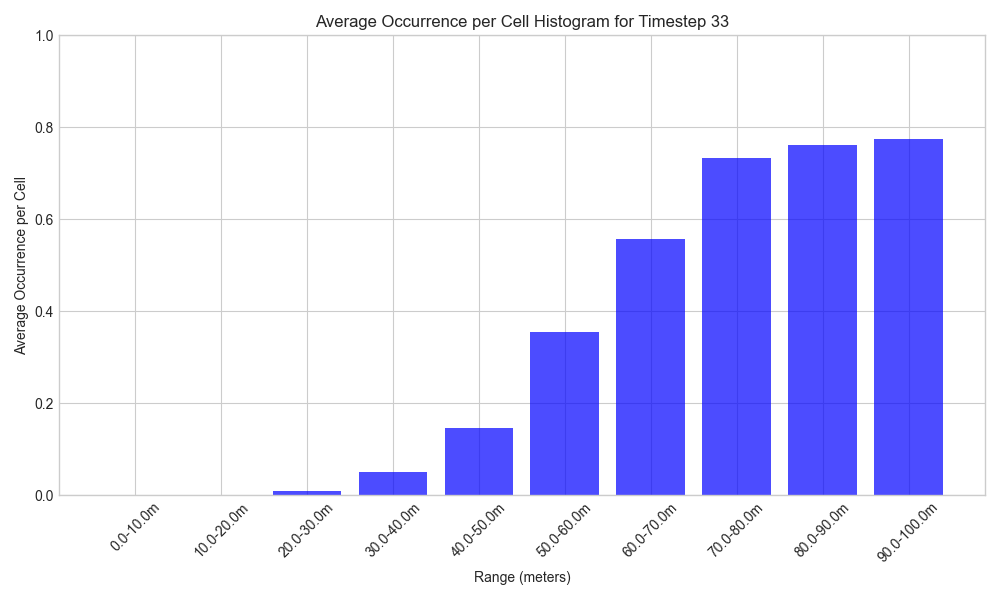 Average Occurrence per Cell Histogram for Timestep 33
Average Occurrence per Cell
1.0
0.8
0.6
0.4
0.2
0.0
0.0-10.0m
10.0-20.0m
20.0-30.0m
30.0-40.0m
40.0-50.0m
50.0-60.0m
60.0-70.0m
70.0-80.0m
80.0-90.0m
90.0-100.0m
Range (meters)